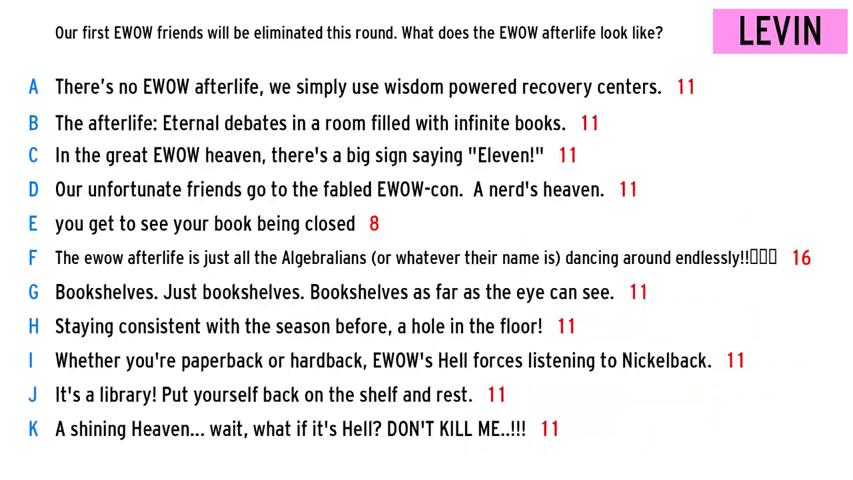 Our first EWOW friends will be eliminated this round. What does the EWOW afterlife look like?
LEVIN
A There's no EWOW afterlife, we simply use wisdom powered recovery centers. 11
B The afterlife: Eternal debates in a room filled with infinite books. 11
C In the great EWOW heaven, there's a big sign saying "Eleven!" 11
D Our unfortunate friends go to the fabled EWOW-con. A nerd's heaven. 11
E you get to see your book being closed 8
F The ewow afterlife is just all the Algebralians (or whatever their name is) dancing around endlessly!!▯▯▯ 16
G Bookshelves. Just bookshelves. Bookshelves as far as the eye can see. 11
H Staying consistent with the season before, a hole in the floor! 11
I Whether you're paperback or hardback, EWOW's Hell forces listening to Nickelback. 11
J It's a library! Put yourself back on the shelf and rest. 11
K A shining Heaven... wait, what if it's Hell? DON'T KILL ME..!!! 11